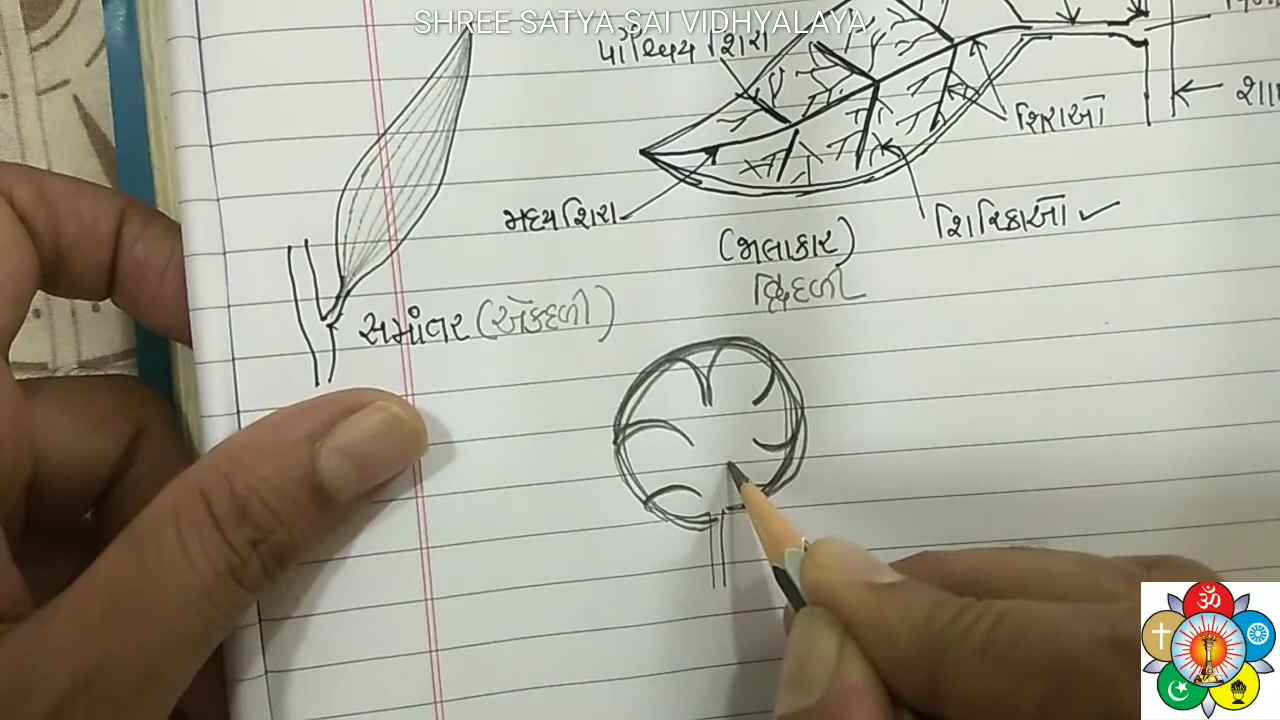 SHREE SATYA SAI VIDHYALAYA
શિરાઓ
મધ્યશિરા
શિરિકાઓ
(જાલાકાર)
દ્વિદળી
સમાંતર (એકદળી)